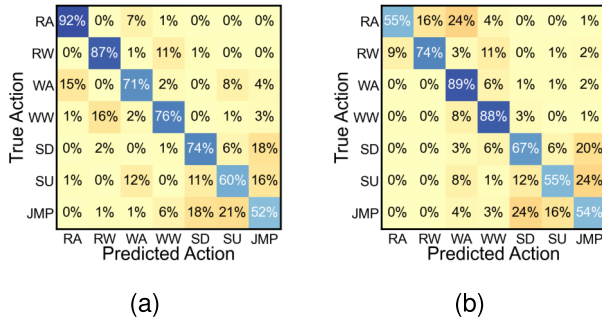 True Action
RA 92% 0% 7% 1% 0% 0% 0%
RW 0% 87% 1% 11% 1% 0% 0%
WA 15% 0% 71% 2% 0% 8% 4%
WW 1% 16% 2% 76% 0% 1% 3%
SD 0% 2% 0% 1% 74% 6% 18%
SU 1% 0% 12% 0% 11% 60% 16%
JMP 0% 1% 1% 6% 18% 21% 52%
RA RW WA WW SD SU JMP
Predicted Action
(a)
True Action
RA 55% 16% 24% 4% 0% 0% 1%
RW 9% 74% 3% 11% 0% 1% 2%
WA 0% 0% 89% 6% 1% 1% 2%
WW 0% 0% 8% 88% 3% 0% 1%
SD 0% 0% 3% 6% 67% 6% 20%
SU 0% 0% 8% 1% 12% 55% 24%
JMP 0% 0% 4% 3% 24% 16% 54%
RA RW WA WW SD SU JMP
Predicted Action
(b)